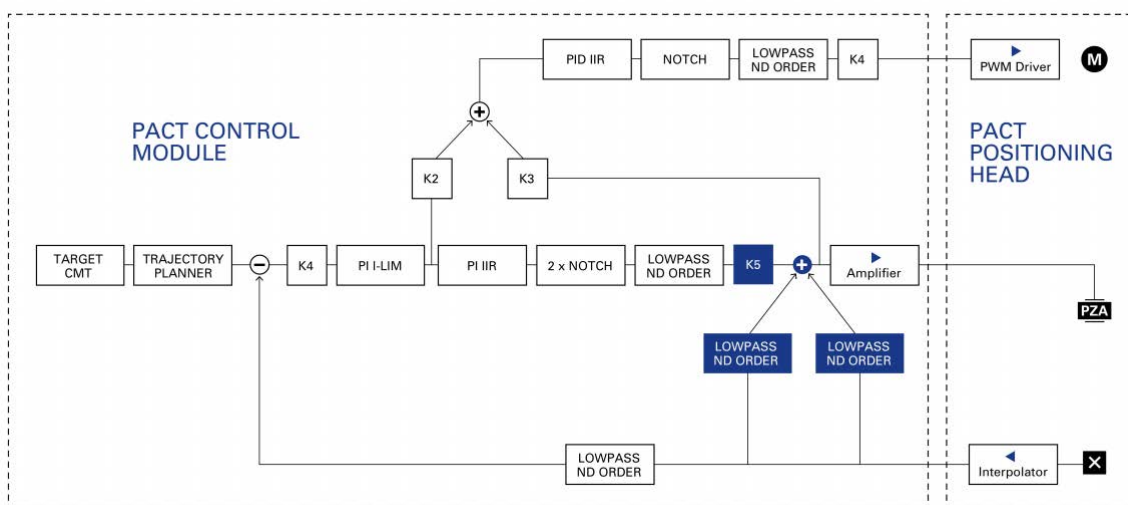 PID IIR
NOTCH
LOWPASS
ND ORDER
K4
PWM Driver
M
PACT CONTROL
MODULE
PACT
POSITIONING
HEAD
K2
K3
TARGET
CMT
TRAJECTORY
PLANNER
K4
PI I-LIM
PI IIR
2 x NOTCH
LOWPASS
ND ORDER
K5
Amplifier
PZA
LOWPASS
ND ORDER
LOWPASS
ND ORDER
LOWPASS
ND ORDER
Interpolator